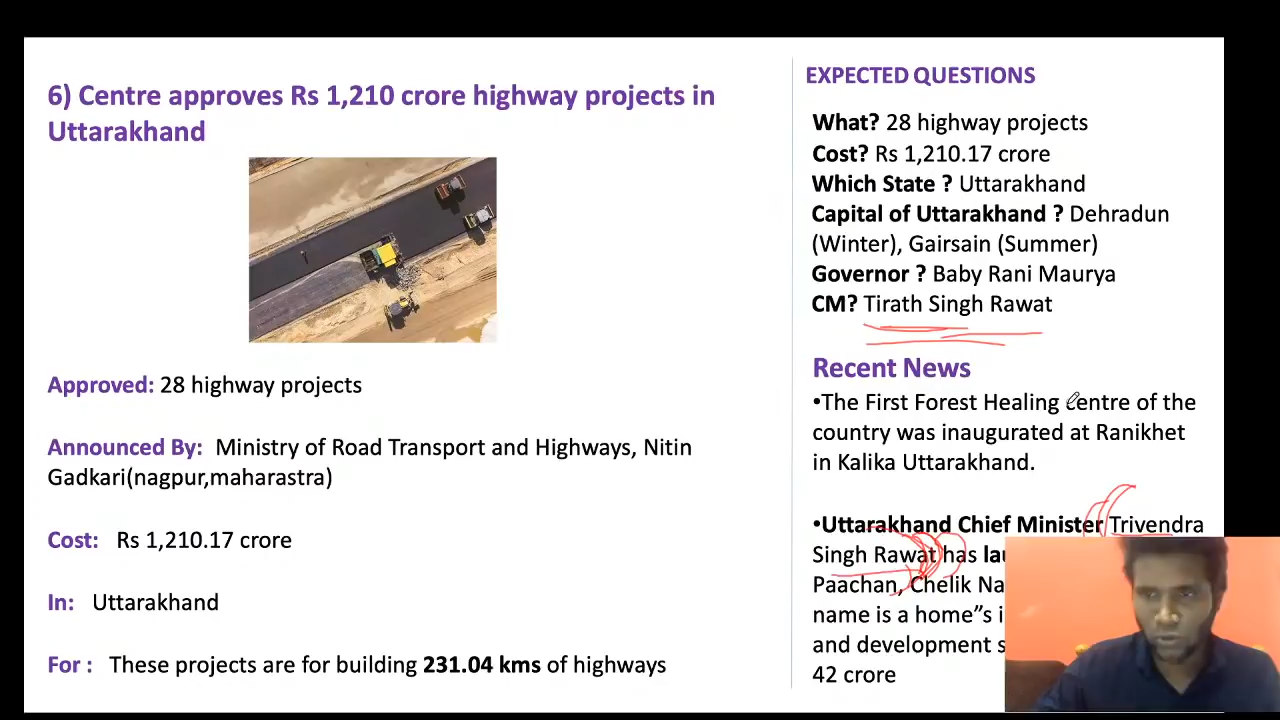 6) Centre approves Rs 1,210 crore highway projects in
Uttarakhand
Approved: 28 highway projects
Announced By: Ministry of Road Transport and Highways, Nitin
Gadkari(nagpur,maharastra)
Cost: Rs 1,210.17 crore
In: Uttarakhand
For : These projects are for building 231.04 kms of highways
EXPECTED QUESTIONS
What? 28 highway projects
Cost? Rs 1,210.17 crore
Which State ? Uttarakhand
Capital of Uttarakhand ? Dehradun
(Winter), Gairsain (Summer)
Governor ? Baby Rani Maurya
CM? Tirath Singh Rawat
Recent News
•The First Forest Healing Centre of the
country was inaugurated at Ranikhet
in Kalika Uttarakhand.
•Uttarakhand Chief Minister Trivendra
Singh Rawat has
Paachan, Chelik
name is a home"s
and development
42 crore